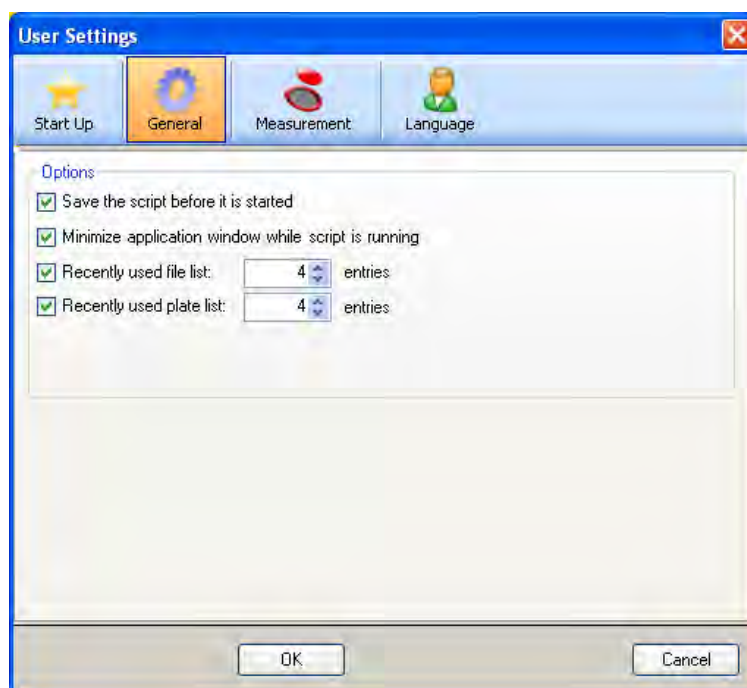 User Settings
Start Up
General
Measurement
Language
Options
Save the script before it is started
Minimize application window while script is running
Recently used file list: 4 entries
Recently used plate list: 4 entries
OK
Cancel